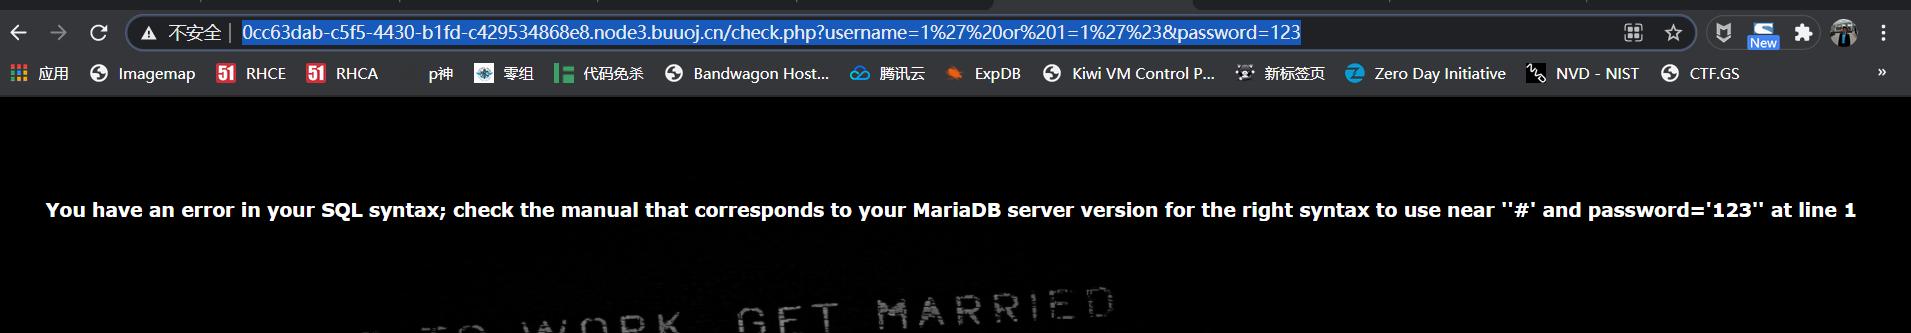 不安全 0cc63dab-c5f5-4430-b1fd-c429534868e8.node3.buuoj.cn/check.php?username=1%27%20or%201=1%27%23&password=123
New
应用 Imagemap 51 RHCE 51 RHCA p神 零组 代码免杀 Bandwagon Host... 腾讯云 ExpDB Kiwi VM Control P... 新标签页 Zero Day Initiative NVD - NIST CTF.GS »
You have an error in your SQL syntax; check the manual that corresponds to your MariaDB server version for the right syntax to use near ''#' and password='123'' at line 1
TO WORK, GET MARRIED